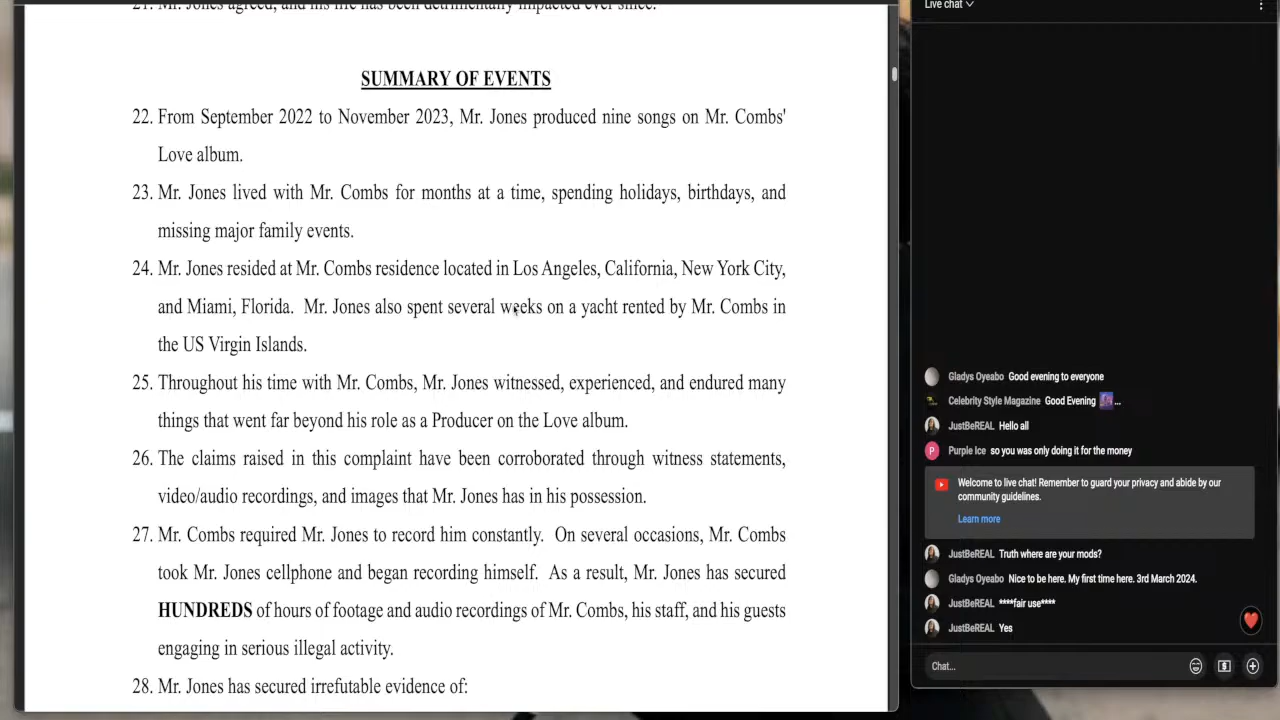 21. Mr. Jones agreed, and his life has been detrimentally impacted ever since.
SUMMARY OF EVENTS
22. From September 2022 to November 2023, Mr. Jones produced nine songs on Mr. Combs'
Love album.
23. Mr. Jones lived with Mr. Combs for months at a time, spending holidays, birthdays, and
missing major family events.
24. Mr. Jones resided at Mr. Combs residence located in Los Angeles, California, New York City,
and Miami, Florida. Mr. Jones also spent several weeks on a yacht rented by Mr. Combs in
the US Virgin Islands.
25. Throughout his time with Mr. Combs, Mr. Jones witnessed, experienced, and endured many
things that went far beyond his role as a Producer on the Love album.
26. The claims raised in this complaint have been corroborated through witness statements,
video/audio recordings, and images that Mr. Jones has in his possession.
27. Mr. Combs required Mr. Jones to record him constantly. On several occasions, Mr. Combs
took Mr. Jones cellphone and began recording himself. As a result, Mr. Jones has secured
HUNDREDS of hours of footage and audio recordings of Mr. Combs, his staff, and his guests
engaging in serious illegal activity.
28. Mr. Jones has secured irrefutable evidence of:
Live chat
Gladys Oyeabo Good evening to everyone
Celebrity Style Magazine Good Evening ...
JustBeREAL Hello all
P Purple Ice so you was only doing it for the money
Welcome to live chat! Remember to guard your privacy and abide by our
community guidelines.
Learn more
JustBeREAL Truth where are your mods?
Gladys Oyeabo Nice to be here. My first time here. 3rd March 2024.
JustBeREAL ****fair use****
JustBeREAL Yes
Chat...